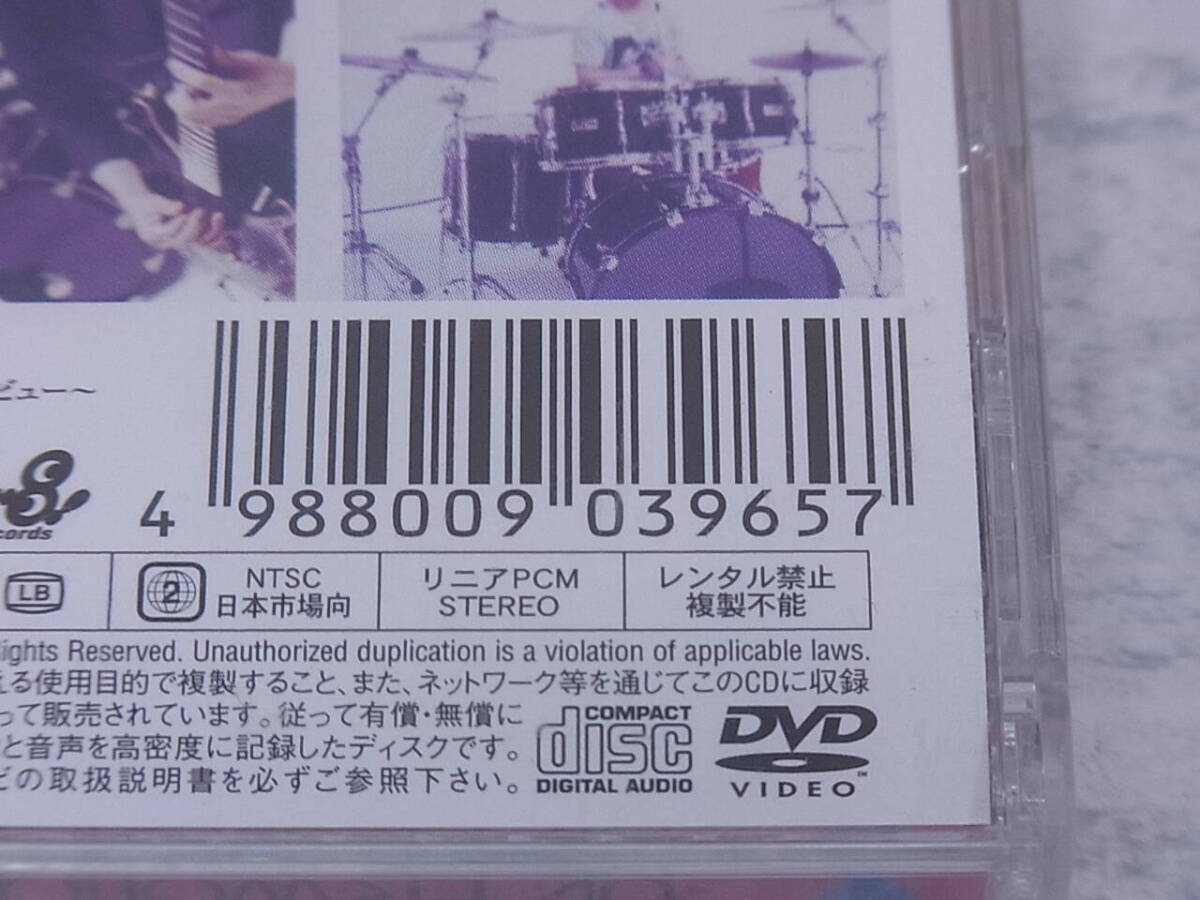 ビュー〜
4 988009 039657
cords
LB
2
NTSC
日本市場向
リニアPCM
STEREO
レンタル禁止
複製不能
ights Reserved. Unauthorized duplication is a violation of applicable laws.
える使用目的で複製すること、また、ネットワーク等を通じてこのCDに収録
って販売されています。従って有償・無償に
と音声を高密度に記録したディスクです。
どの取扱説明書を必ずご参照下さい。
COMPACT
disc
DIGITAL AUDIO
DVD
VIDEO